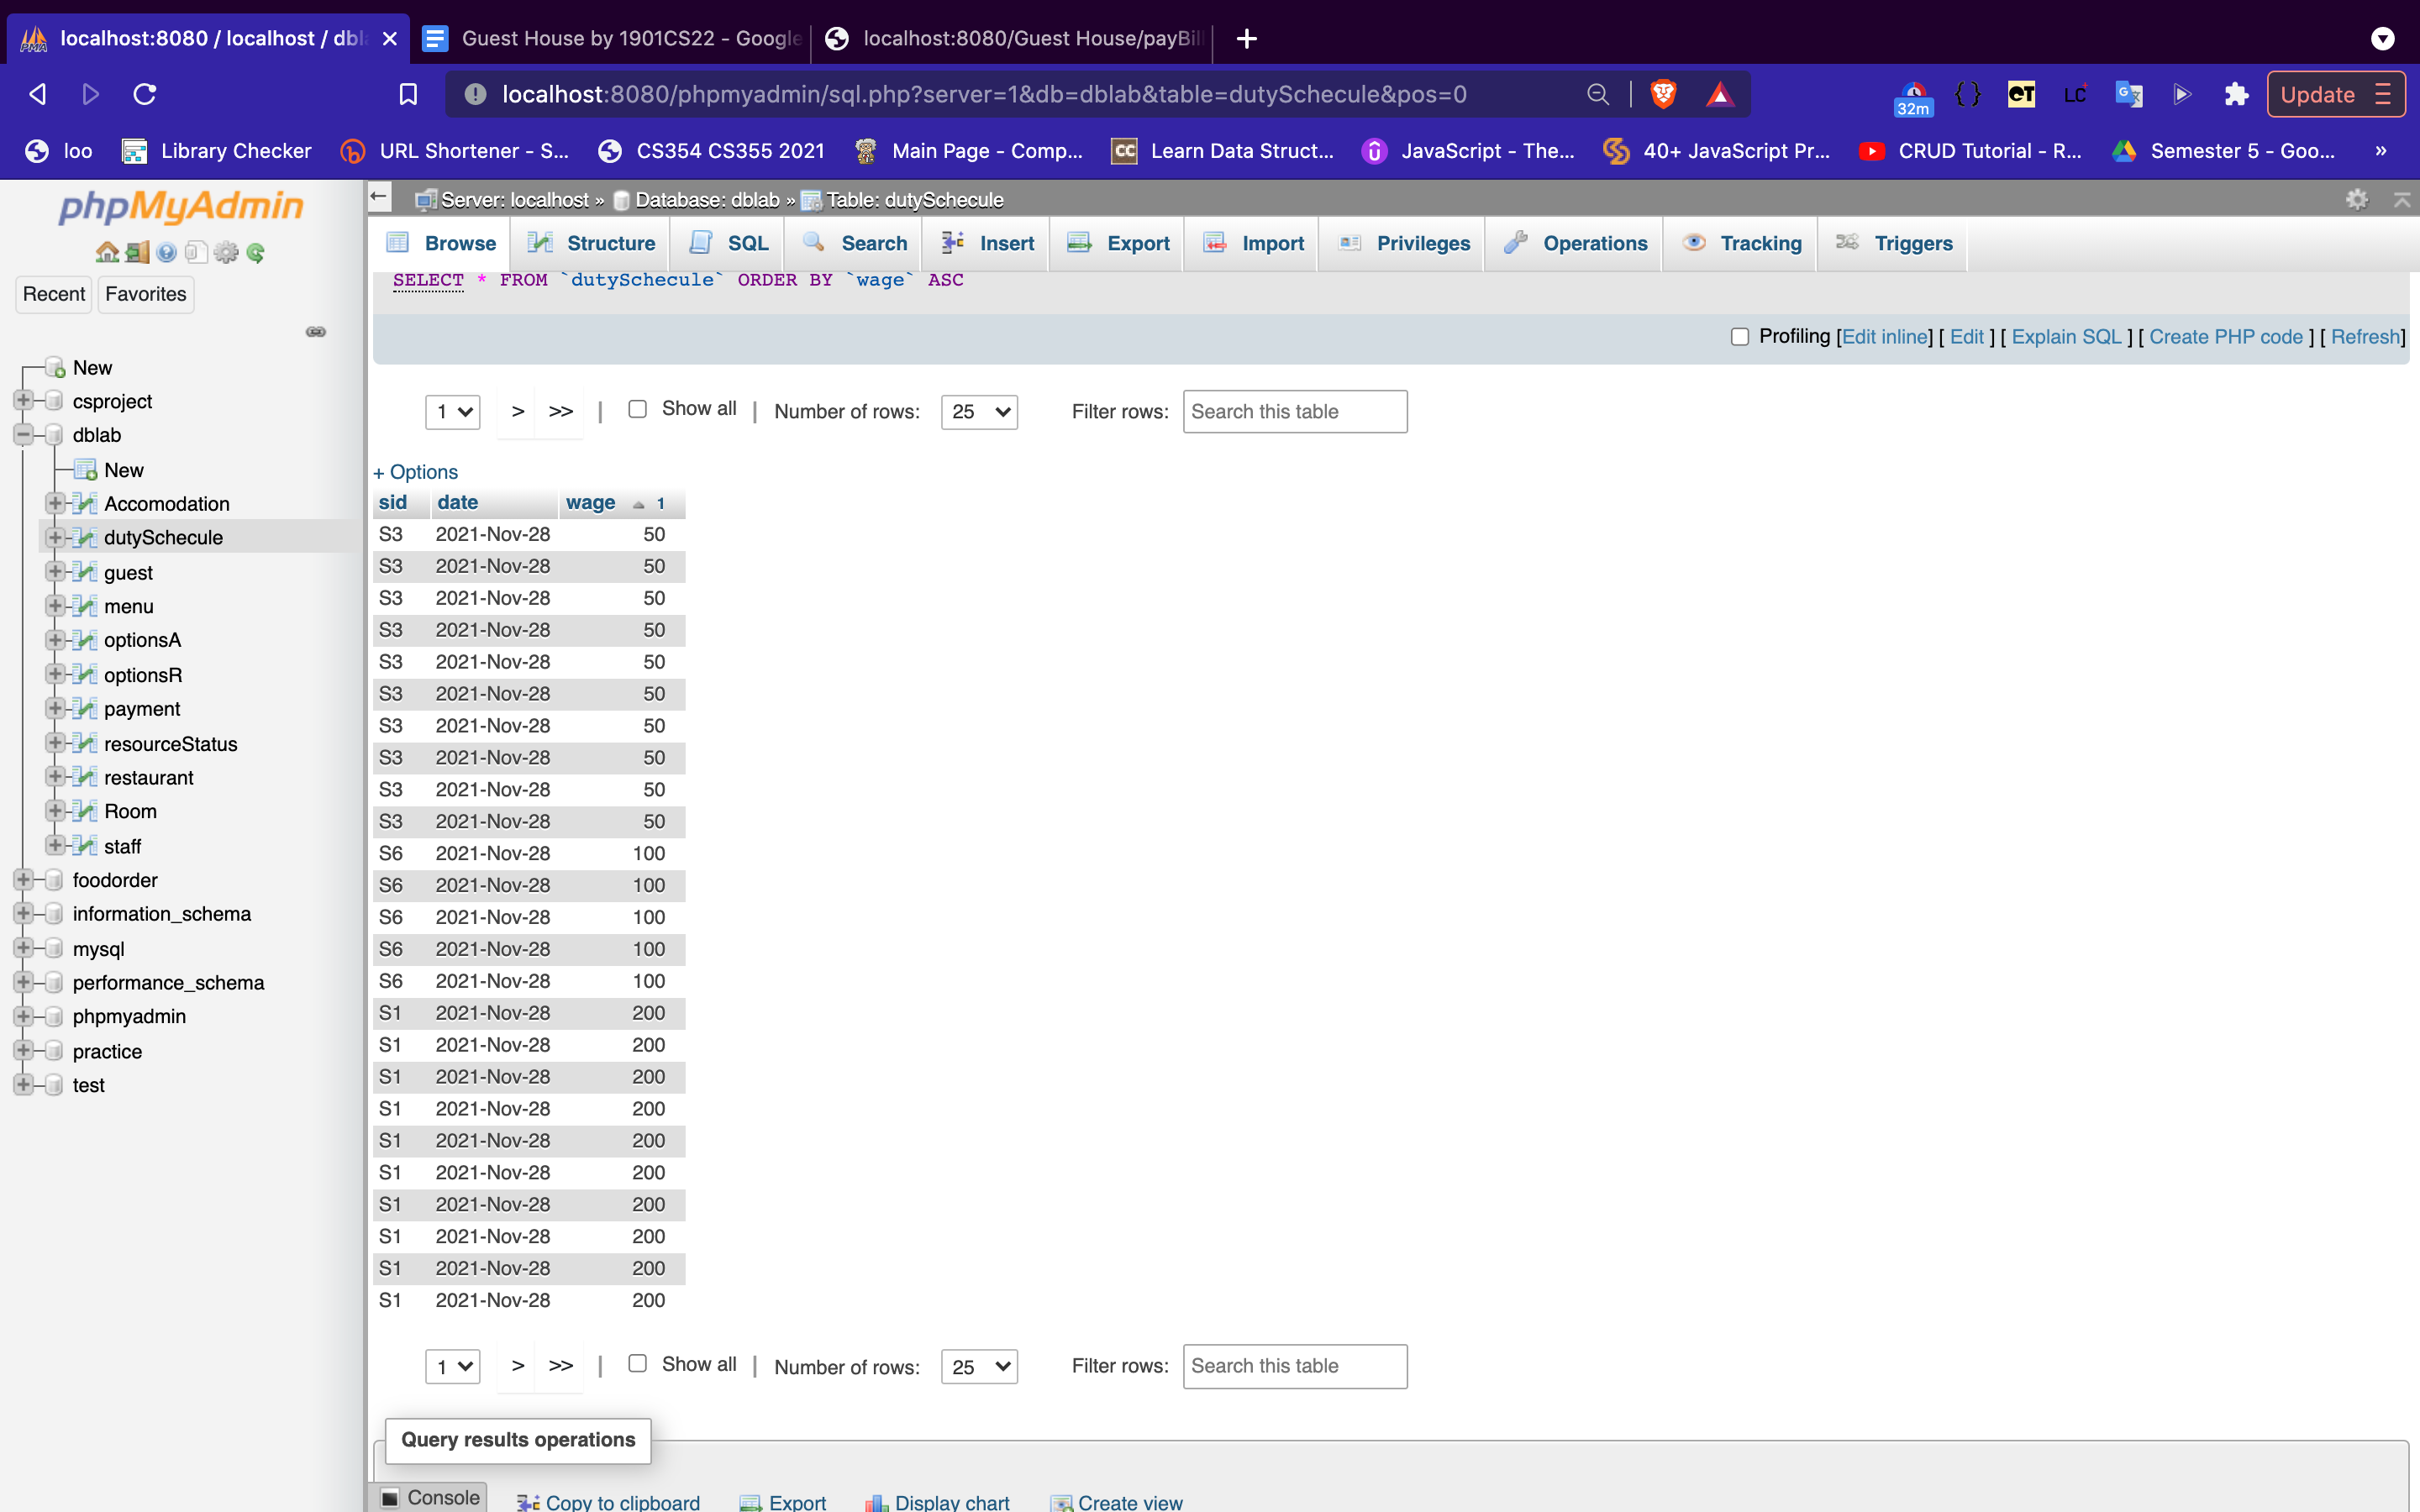 localhost:8080 / localhost / dbl
Guest House by 1901CS22 - Google
localhost:8080/Guest House/payBill
localhost:8080/phpmyadmin/sql.php?server=1&db=dblab&table=dutySchecule&pos=0
32m
{}
LC
Update
loo
Library Checker
URL Shortener - S...
CS354 CS355 2021
Main Page - Comp...
Learn Data Struct...
JavaScript - The...
40+ JavaScript Pr...
CRUD Tutorial - R...
Semester 5 - Goo...
»
phpMyAdmin
Recent
Favorites
New
csproject
dblab
New
Accomodation
dutySchecule
guest
menu
optionsA
optionsR
payment
resourceStatus
restaurant
Room
staff
foodorder
information_schema
mysql
performance_schema
phpmyadmin
practice
test
Server: localhost » Database: dblab » Table: dutySchecule
Browse
Structure
SQL
Search
Insert
Export
Import
Privileges
Operations
Tracking
Triggers
SELECT * FROM `dutySchecule` ORDER BY `wage` ASC
Profiling [Edit inline] [ Edit ] [ Explain SQL ] [ Create PHP code ] [ Refresh]
1 > >> | Show all | Number of rows: 25 Filter rows: Search this table
+ Options
sid date wage 1
S3 2021-Nov-28 50
S3 2021-Nov-28 50
S3 2021-Nov-28 50
S3 2021-Nov-28 50
S3 2021-Nov-28 50
S3 2021-Nov-28 50
S3 2021-Nov-28 50
S3 2021-Nov-28 50
S3 2021-Nov-28 50
S3 2021-Nov-28 50
S6 2021-Nov-28 100
S6 2021-Nov-28 100
S6 2021-Nov-28 100
S6 2021-Nov-28 100
S6 2021-Nov-28 100
S1 2021-Nov-28 200
S1 2021-Nov-28 200
S1 2021-Nov-28 200
S1 2021-Nov-28 200
S1 2021-Nov-28 200
S1 2021-Nov-28 200
S1 2021-Nov-28 200
S1 2021-Nov-28 200
S1 2021-Nov-28 200
S1 2021-Nov-28 200
1 > >> | Show all | Number of rows: 25 Filter rows: Search this table
Query results operations
Console
Copy to clipboard
Export
Display chart
Create view